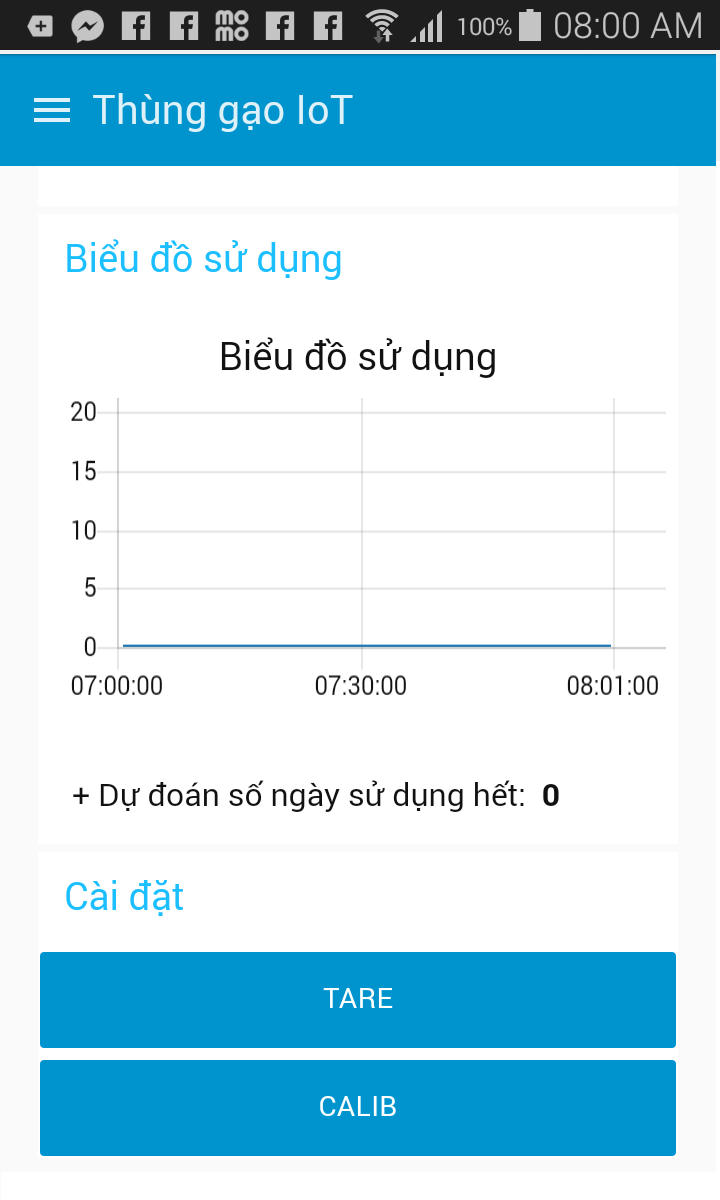 100% 08:00 AM
Thùng gạo IoT
Biểu đồ sử dụng
Biểu đồ sử dụng
20
15
10
5
0
07:00:00 07:30:00 08:01:00
+ Dự đoán số ngày sử dụng hết: 0
Cài đặt
TARE
CALIB